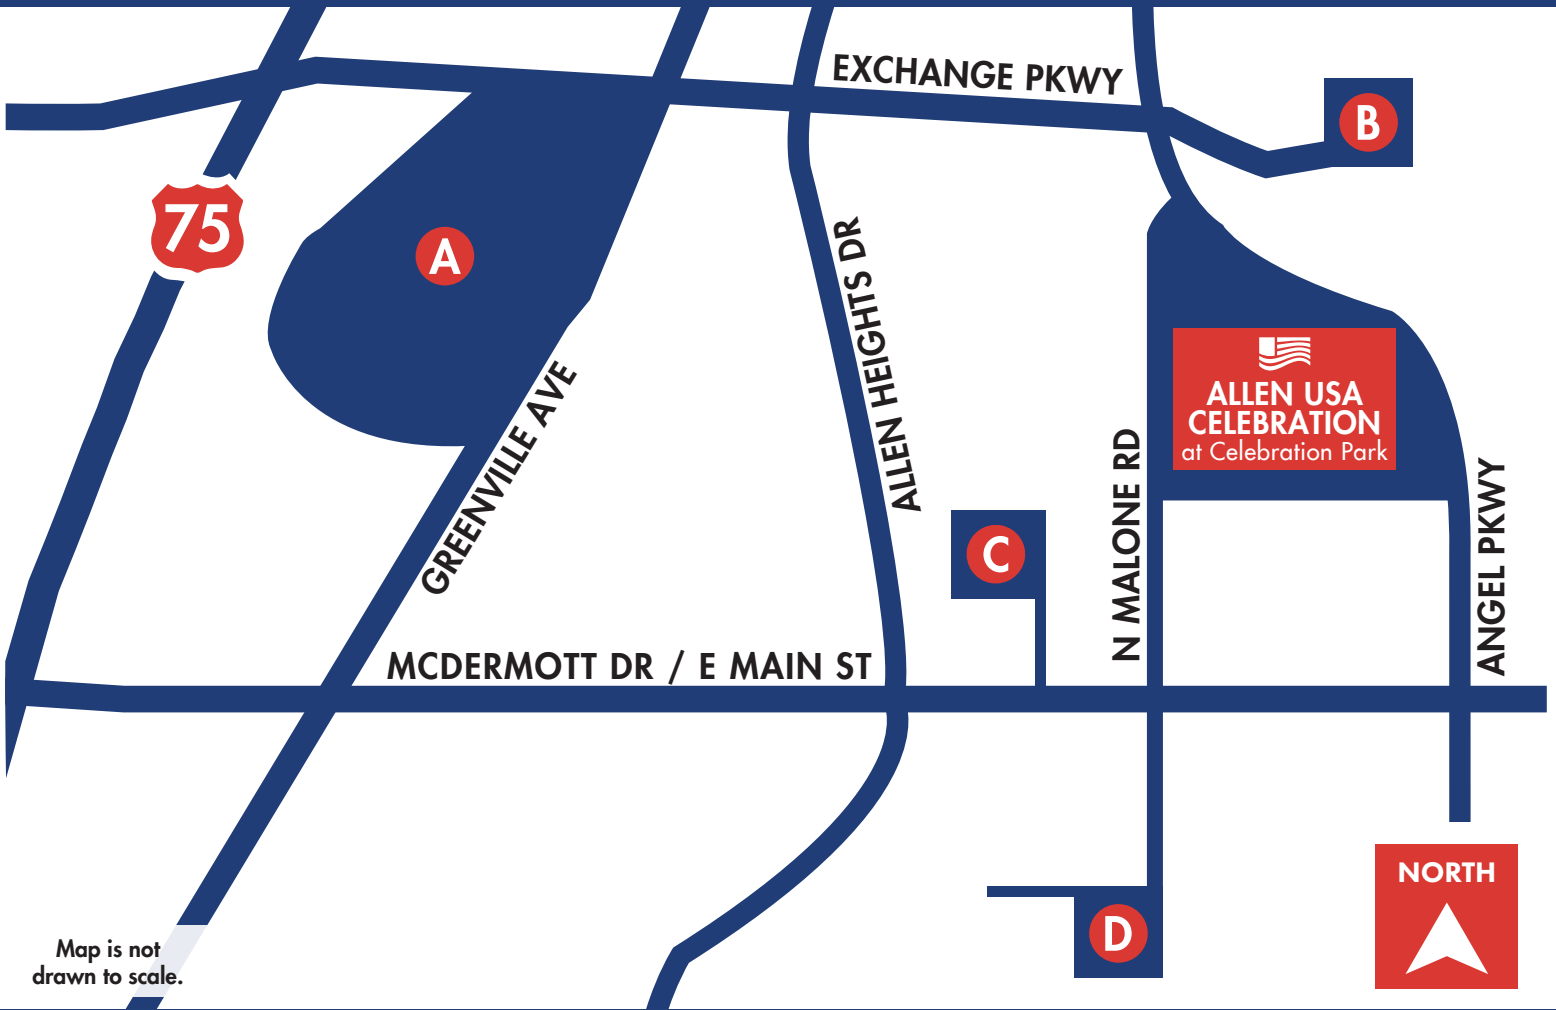 EXCHANGE PKWY
B
75
A
ALLEN HEIGHTS DR
ALLEN USA
CELEBRATION
at Celebration Park
GREENVILLE AVE
N MALONE RD
ANGEL PKWY
C
MCDERMOTT DR / E MAIN ST
NORTH
D
Map is not
drawn to scale.